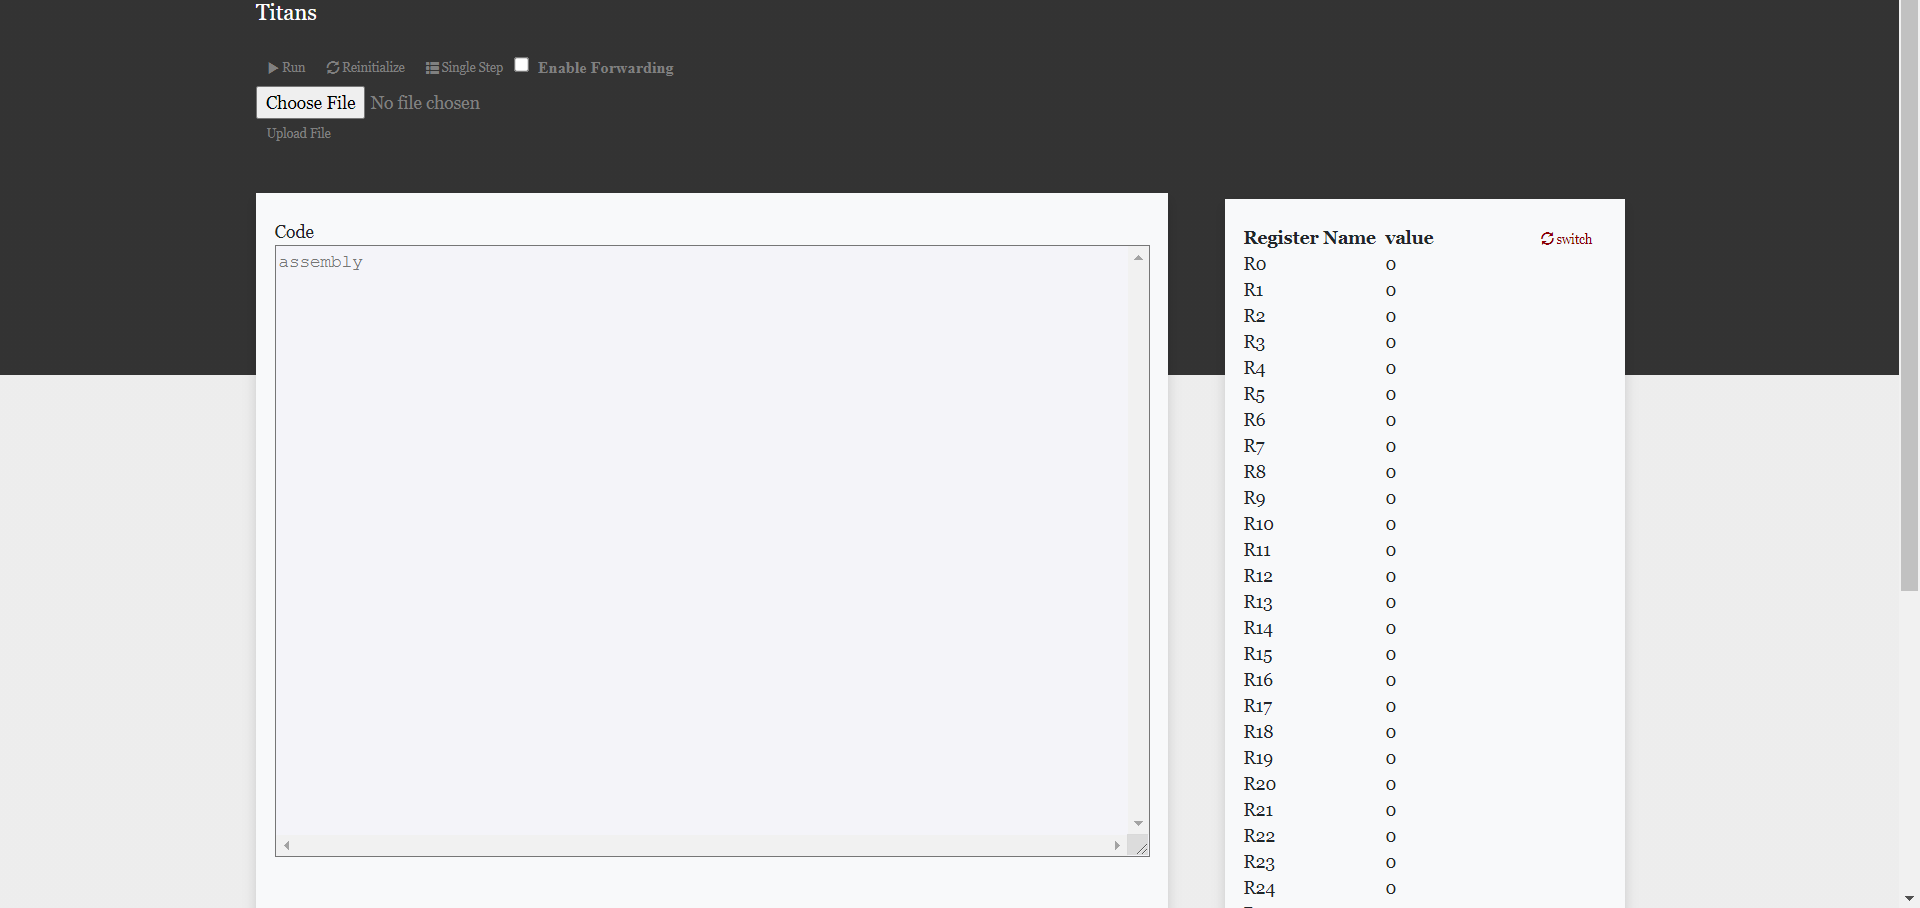 Titans
Run Reinitialize Single Step Enable Forwarding
Choose File No file chosen
Upload File
Code
assembly
Register Name value switch
R0 0
R1 0
R2 0
R3 0
R4 0
R5 0
R6 0
R7 0
R8 0
R9 0
R10 0
R11 0
R12 0
R13 0
R14 0
R15 0
R16 0
R17 0
R18 0
R19 0
R20 0
R21 0
R22 0
R23 0
R24 0